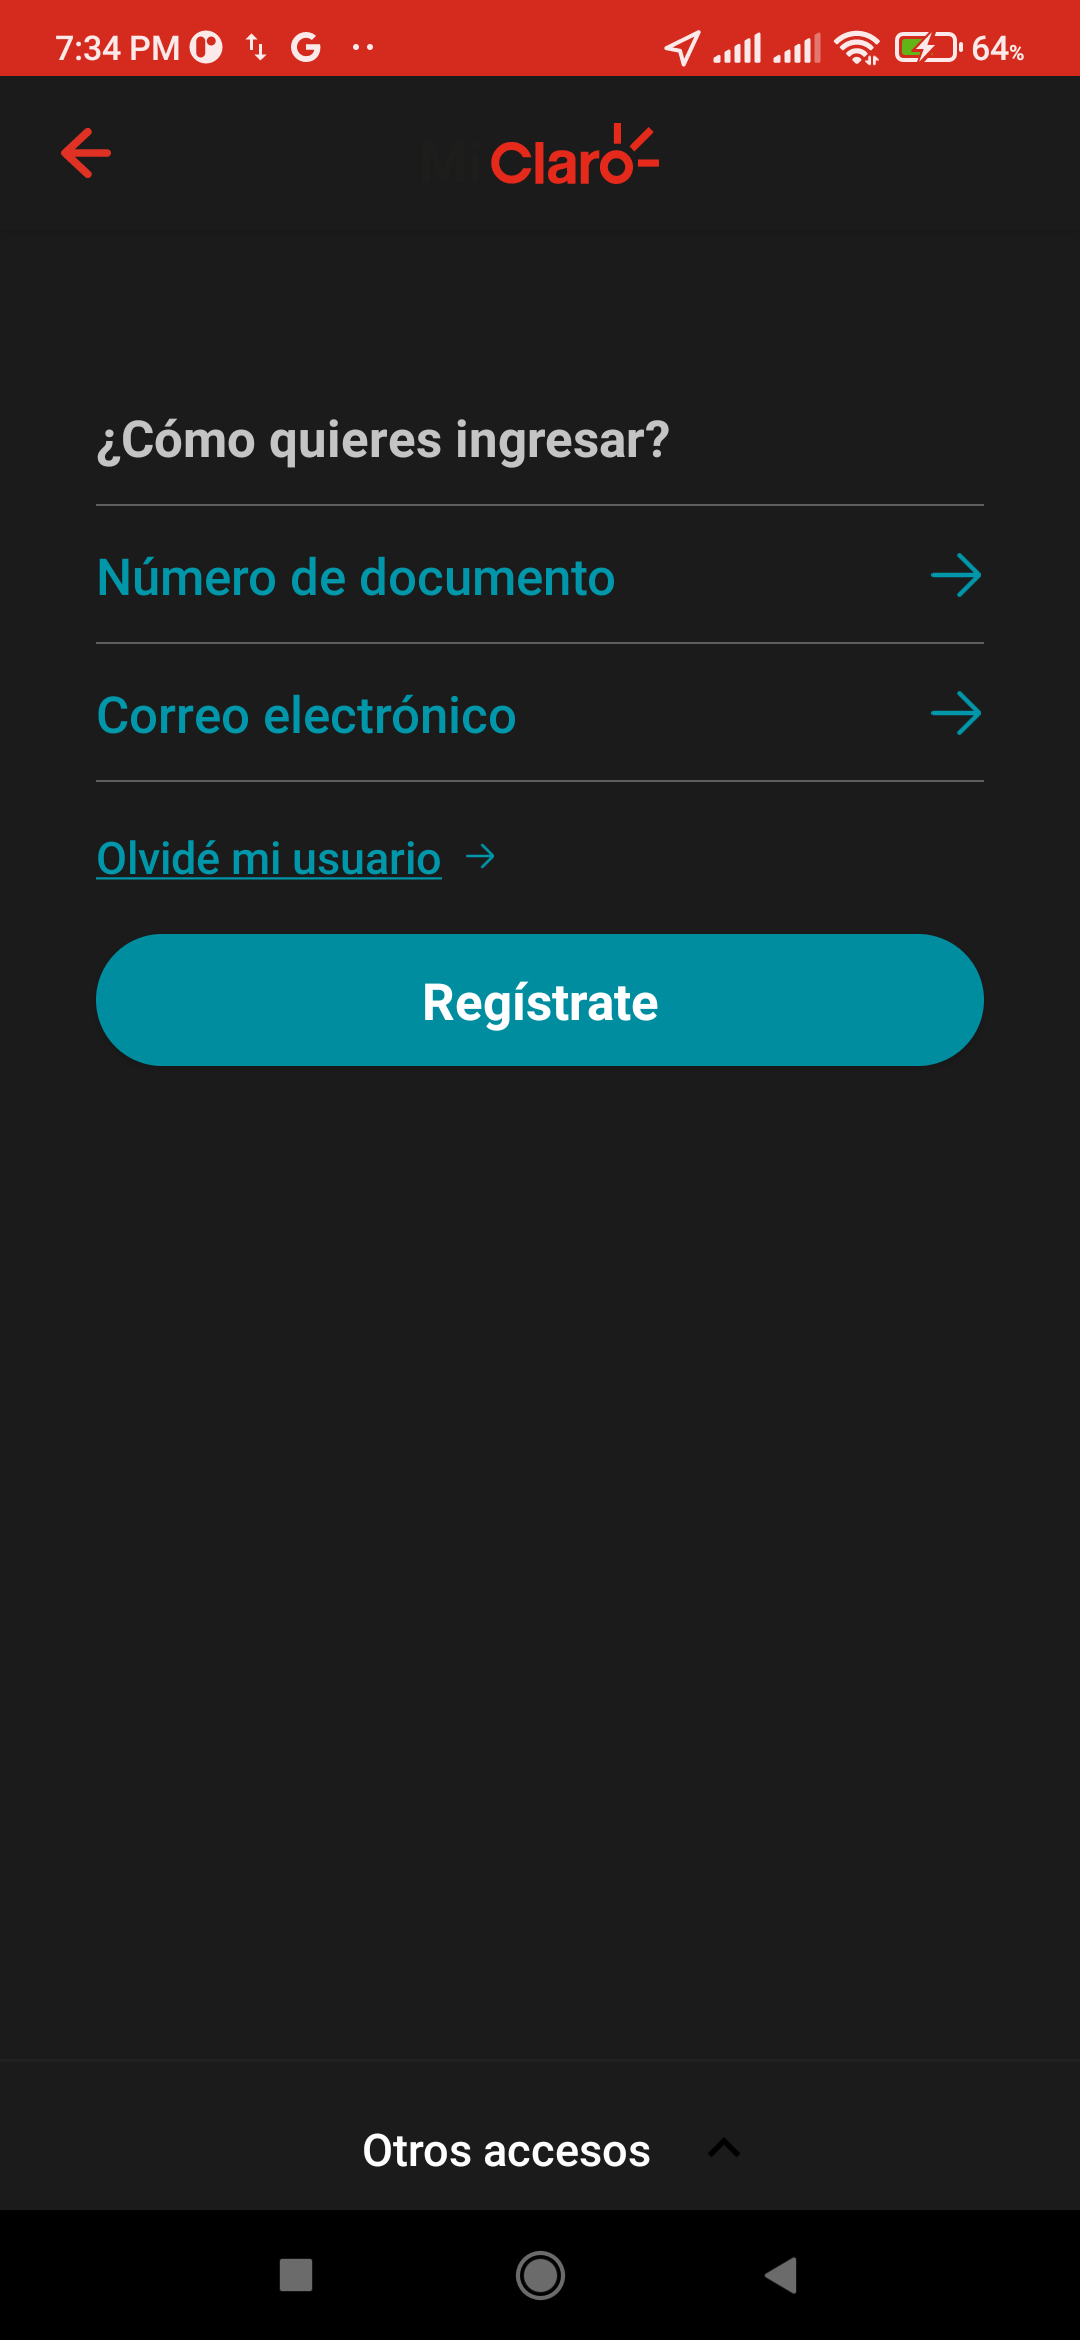 7:34 PM
64%
Mi Claro
¿Cómo quieres ingresar?
Número de documento
Correo electrónico
Olvidé mi usuario
Regístrate
Otros accesos